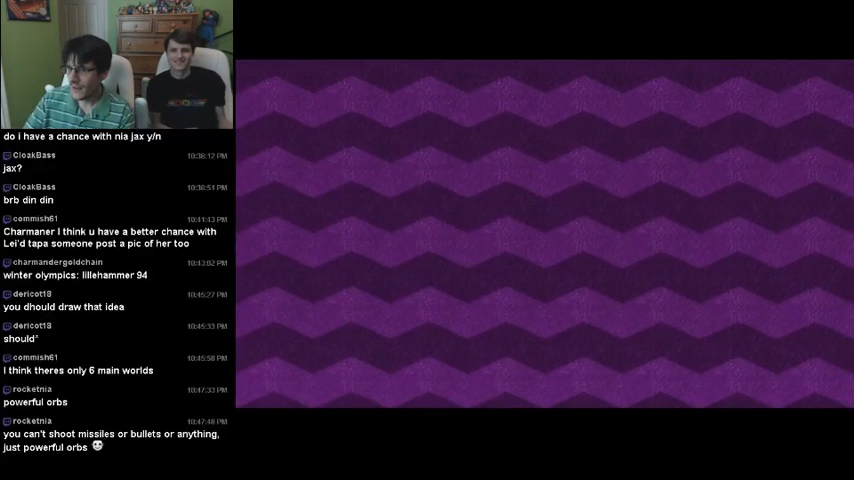 do i have a chance with nia jax y/n
CloakBass 10:38:12 PM
jax?
CloakBass 10:38:51 PM
brb din din
commish61 10:41:43 PM
Charmaner I think u have a better chance with
Lei'd tapa someone post a pic of her too
charmandergoldchain 10:43:02 PM
winter olympics: lillehammer 94
dericot18 10:45:27 PM
you dhould draw that idea
dericot18 10:45:33 PM
should*
commish61 10:45:58 PM
I think theres only 6 main worlds
rocketnia 10:47:33 PM
powerful orbs
rocketnia 10:47:48 PM
you can't shoot missiles or bullets or anything,
just powerful orbs